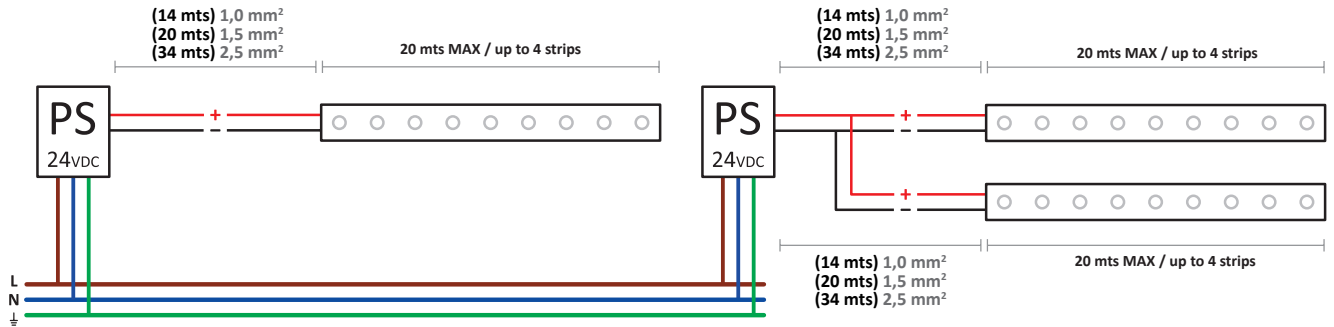 (14 mts) 1,0 mm²
(20 mts) 1,5 mm²
(34 mts) 2,5 mm²
20 mts MAX / up to 4 strips
(14 mts) 1,0 mm²
(20 mts) 1,5 mm²
(34 mts) 2,5 mm²
20 mts MAX / up to 4 strips
PS
24VDC
+
–
PS
24VDC
+
–
+
–
(14 mts) 1,0 mm²
(20 mts) 1,5 mm²
(34 mts) 2,5 mm²
20 mts MAX / up to 4 strips
L
N